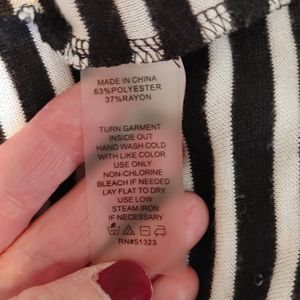 MADE IN CHINA
63%POLYESTER
37%RAYON
TURN GARMENT
INSIDE OUT
HAND WASH COLD
WITH LIKE COLOR
USE ONLY
NON-CHLORINE
BLEACH IF NEEDED
LAY FLAT TO DRY
USE LOW
STEAM IRON
IF NECESSARY
RN#51323